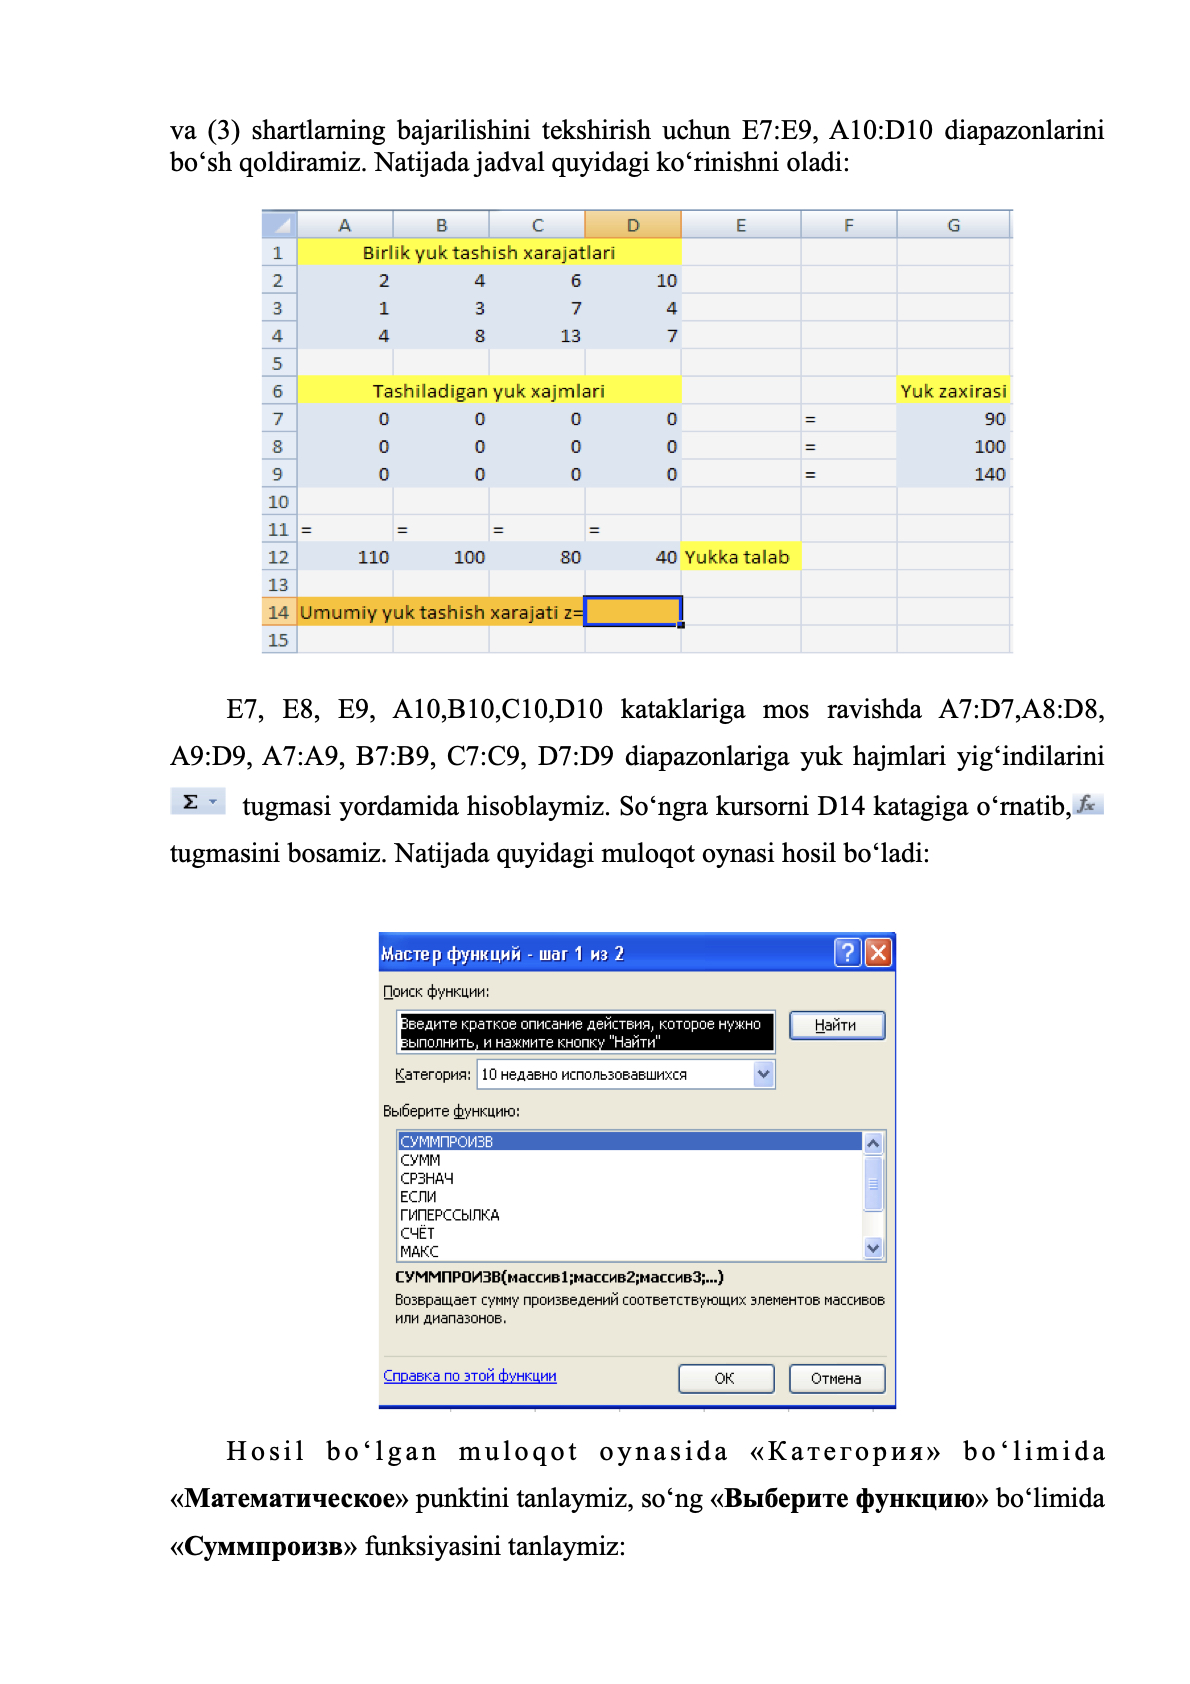 va (3) shartlarning bajarilishini tekshirish uchun E7:E9, A10:D10 diapazonlarini
bo‘sh qoldiramiz. Natijada jadval quyidagi ko‘rinishni oladi:
A B C D E F G
1 Birlik yuk tashish xarajatlari
2 2 4 6 10
3 1 3 7 4
4 4 8 13 7
5
6 Tashiladigan yuk xajmlari Yuk zaxirasi
7 0 0 0 0 = 90
8 0 0 0 0 = 100
9 0 0 0 0 = 140
10
11 = = = =
12 110 100 80 40 Yukka talab
13
14 Umumiy yuk tashish xarajati z=
15
E7, E8, E9, A10,B10,C10,D10 kataklariga mos ravishda A7:D7,A8:D8,
A9:D9, A7:A9, B7:B9, C7:C9, D7:D9 diapazonlariga yuk hajmlari yig‘indilarini
Σ tugmasi yordamida hisoblaymiz. So‘ngra kursorni D14 katagiga o‘rnatib, fx
tugmasini bosamiz. Natijada quyidagi muloqot oynasi hosil bo‘ladi:
Мастер функций - шаг 1 из 2 ?
Поиск функции:
Введите краткое описание действия, которое нужно
выполнить, и нажмите кнопку "Найти"
Найти
Категория: 10 недавно использовавшихся
Выберите функцию:
СУММПРОИЗВ
СУММ
СРЗНАЧ
ЕСЛИ
ГИПЕРССЫЛКА
СЧЁТ
МАКС
СУММПРОИЗВ(массив1;массив2;массив3;...)
Возвращает сумму произведений соответствующих элементов массивов
или диапазонов.
Справка по этой функции ОК Отмена
Hosil bo‘lgan muloqot oynasida «Категория» bo‘limida
«Математическое» punktini tanlaymiz, so‘ng «Выберите функцию» bo‘limida
«Суммпроизв» funksiyasini tanlaymiz: